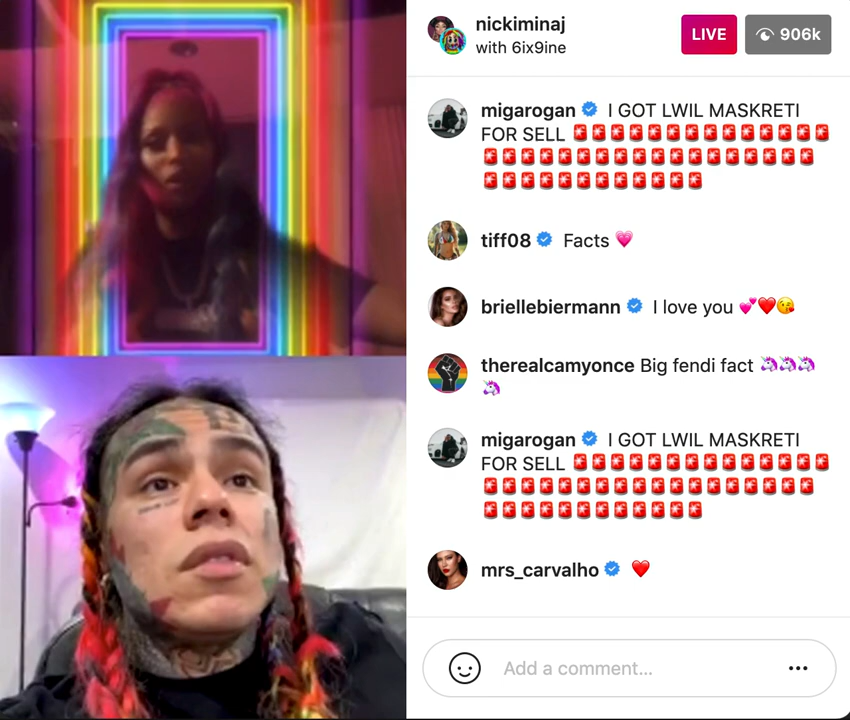 nickiminaj
with 6ix9ine
LIVE
906k
migarogan I GOT LWIL MASKRETI
FOR SELL 🚨🚨🚨🚨🚨🚨🚨🚨🚨🚨🚨🚨🚨🚨
🚨🚨🚨🚨🚨🚨🚨🚨🚨🚨🚨🚨🚨🚨🚨🚨🚨🚨
🚨🚨🚨🚨🚨🚨🚨🚨🚨🚨🚨🚨
tiff08 Facts 💗
briellebiermann I love you 💕❤️😘
therealcamyonce Big fendi fact 🦄🦄🦄
🦄
migarogan I GOT LWIL MASKRETI
FOR SELL 🚨🚨🚨🚨🚨🚨🚨🚨🚨🚨🚨🚨🚨🚨
🚨🚨🚨🚨🚨🚨🚨🚨🚨🚨🚨🚨🚨🚨🚨🚨🚨🚨
🚨🚨🚨🚨🚨🚨🚨🚨🚨🚨🚨🚨
mrs_carvalho ❤️
Add a comment...